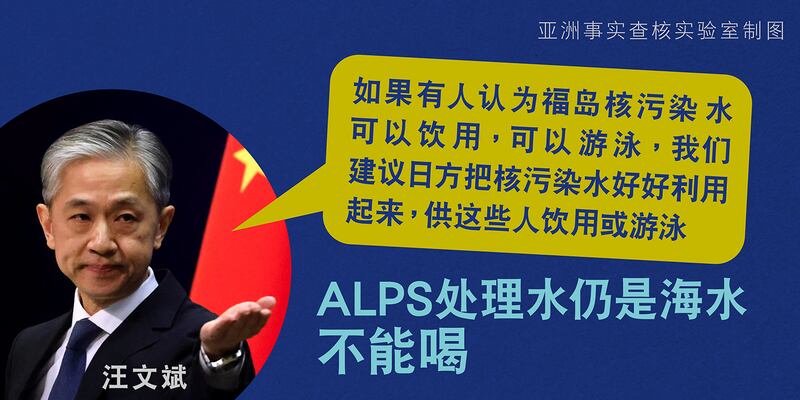 亚洲事实查核实验室制图
如果有人认为福岛核污染水
可以饮用，可以游泳，我们
建议日方把核污染水好好利用
起来，供这些人饮用或游泳
ALPS处理水仍是海水
不能喝
汪文斌